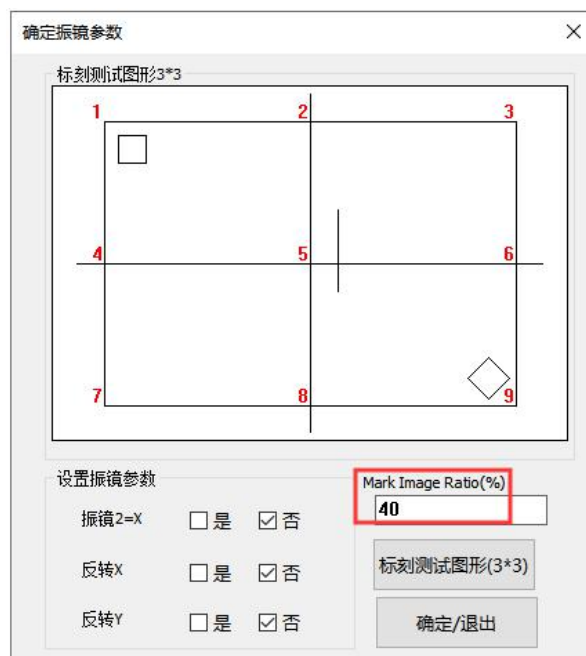 确定振镜参数
标刻测试图形3*3
1 2 3
4 5 6
7 8 9
设置振镜参数
振镜2=X 是 否
反转X 是 否
反转Y 是 否
Mark Image Ratio(%)
40
标刻测试图形(3*3)
确定/退出